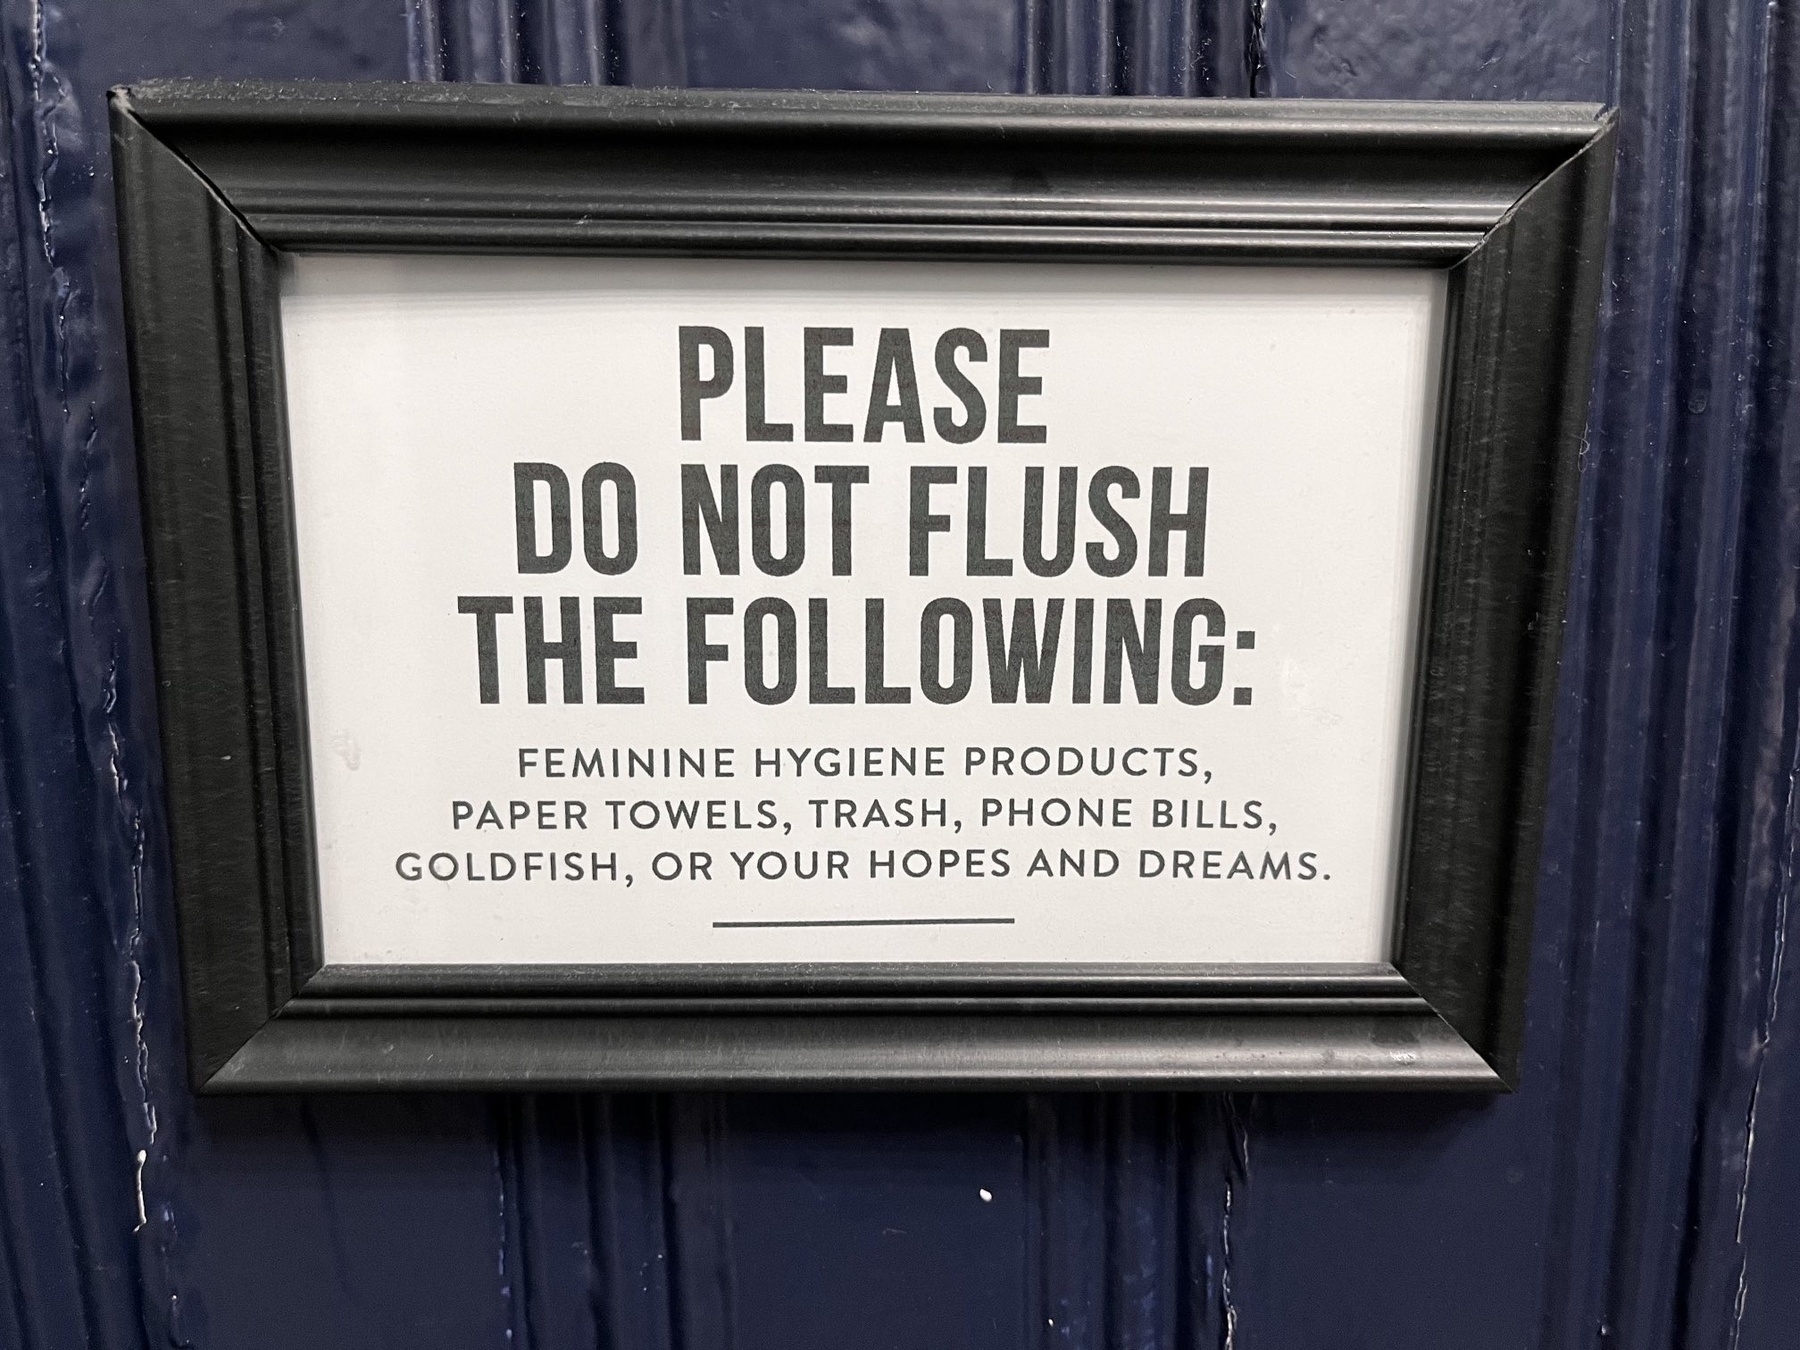 PLEASE
DO NOT FLUSH
THE FOLLOWING:
FEMININE HYGIENE PRODUCTS,
PAPER TOWELS, TRASH, PHONE BILLS,
GOLDFISH, OR YOUR HOPES AND DREAMS.